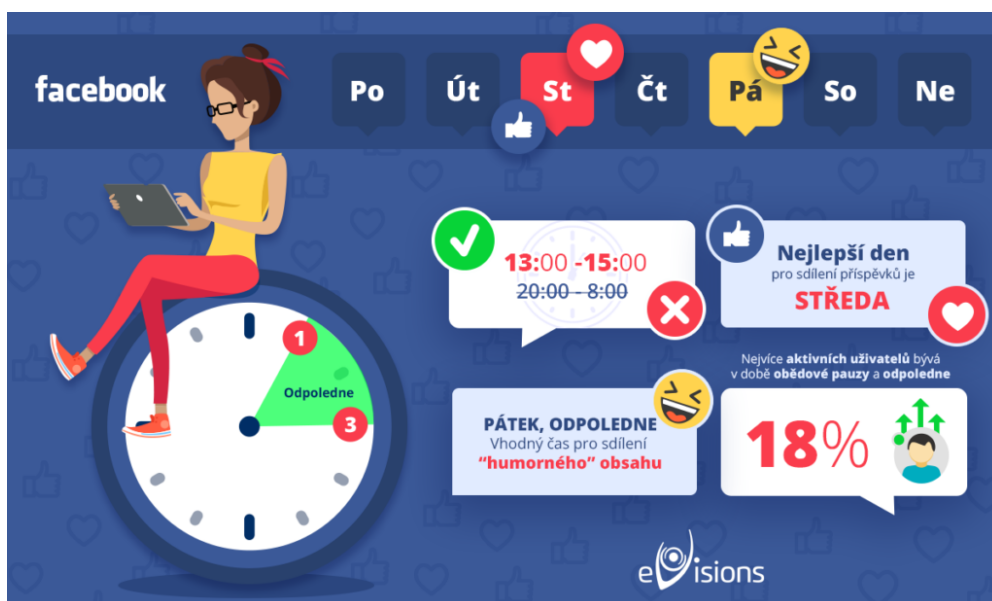 facebook
Po
Út
St
Čt
Pá
So
Ne
13:00 -15:00
20:00 - 8:00
Nejlepší den
pro sdílení příspěvků je
STŘEDA
1
Odpoledne
3
PÁTEK, ODPOLEDNE
Vhodný čas pro sdílení
“humorného” obsahu
Nejvíce aktivních uživatelů bývá
v době obědové pauzy a odpoledne
18%
eVisions